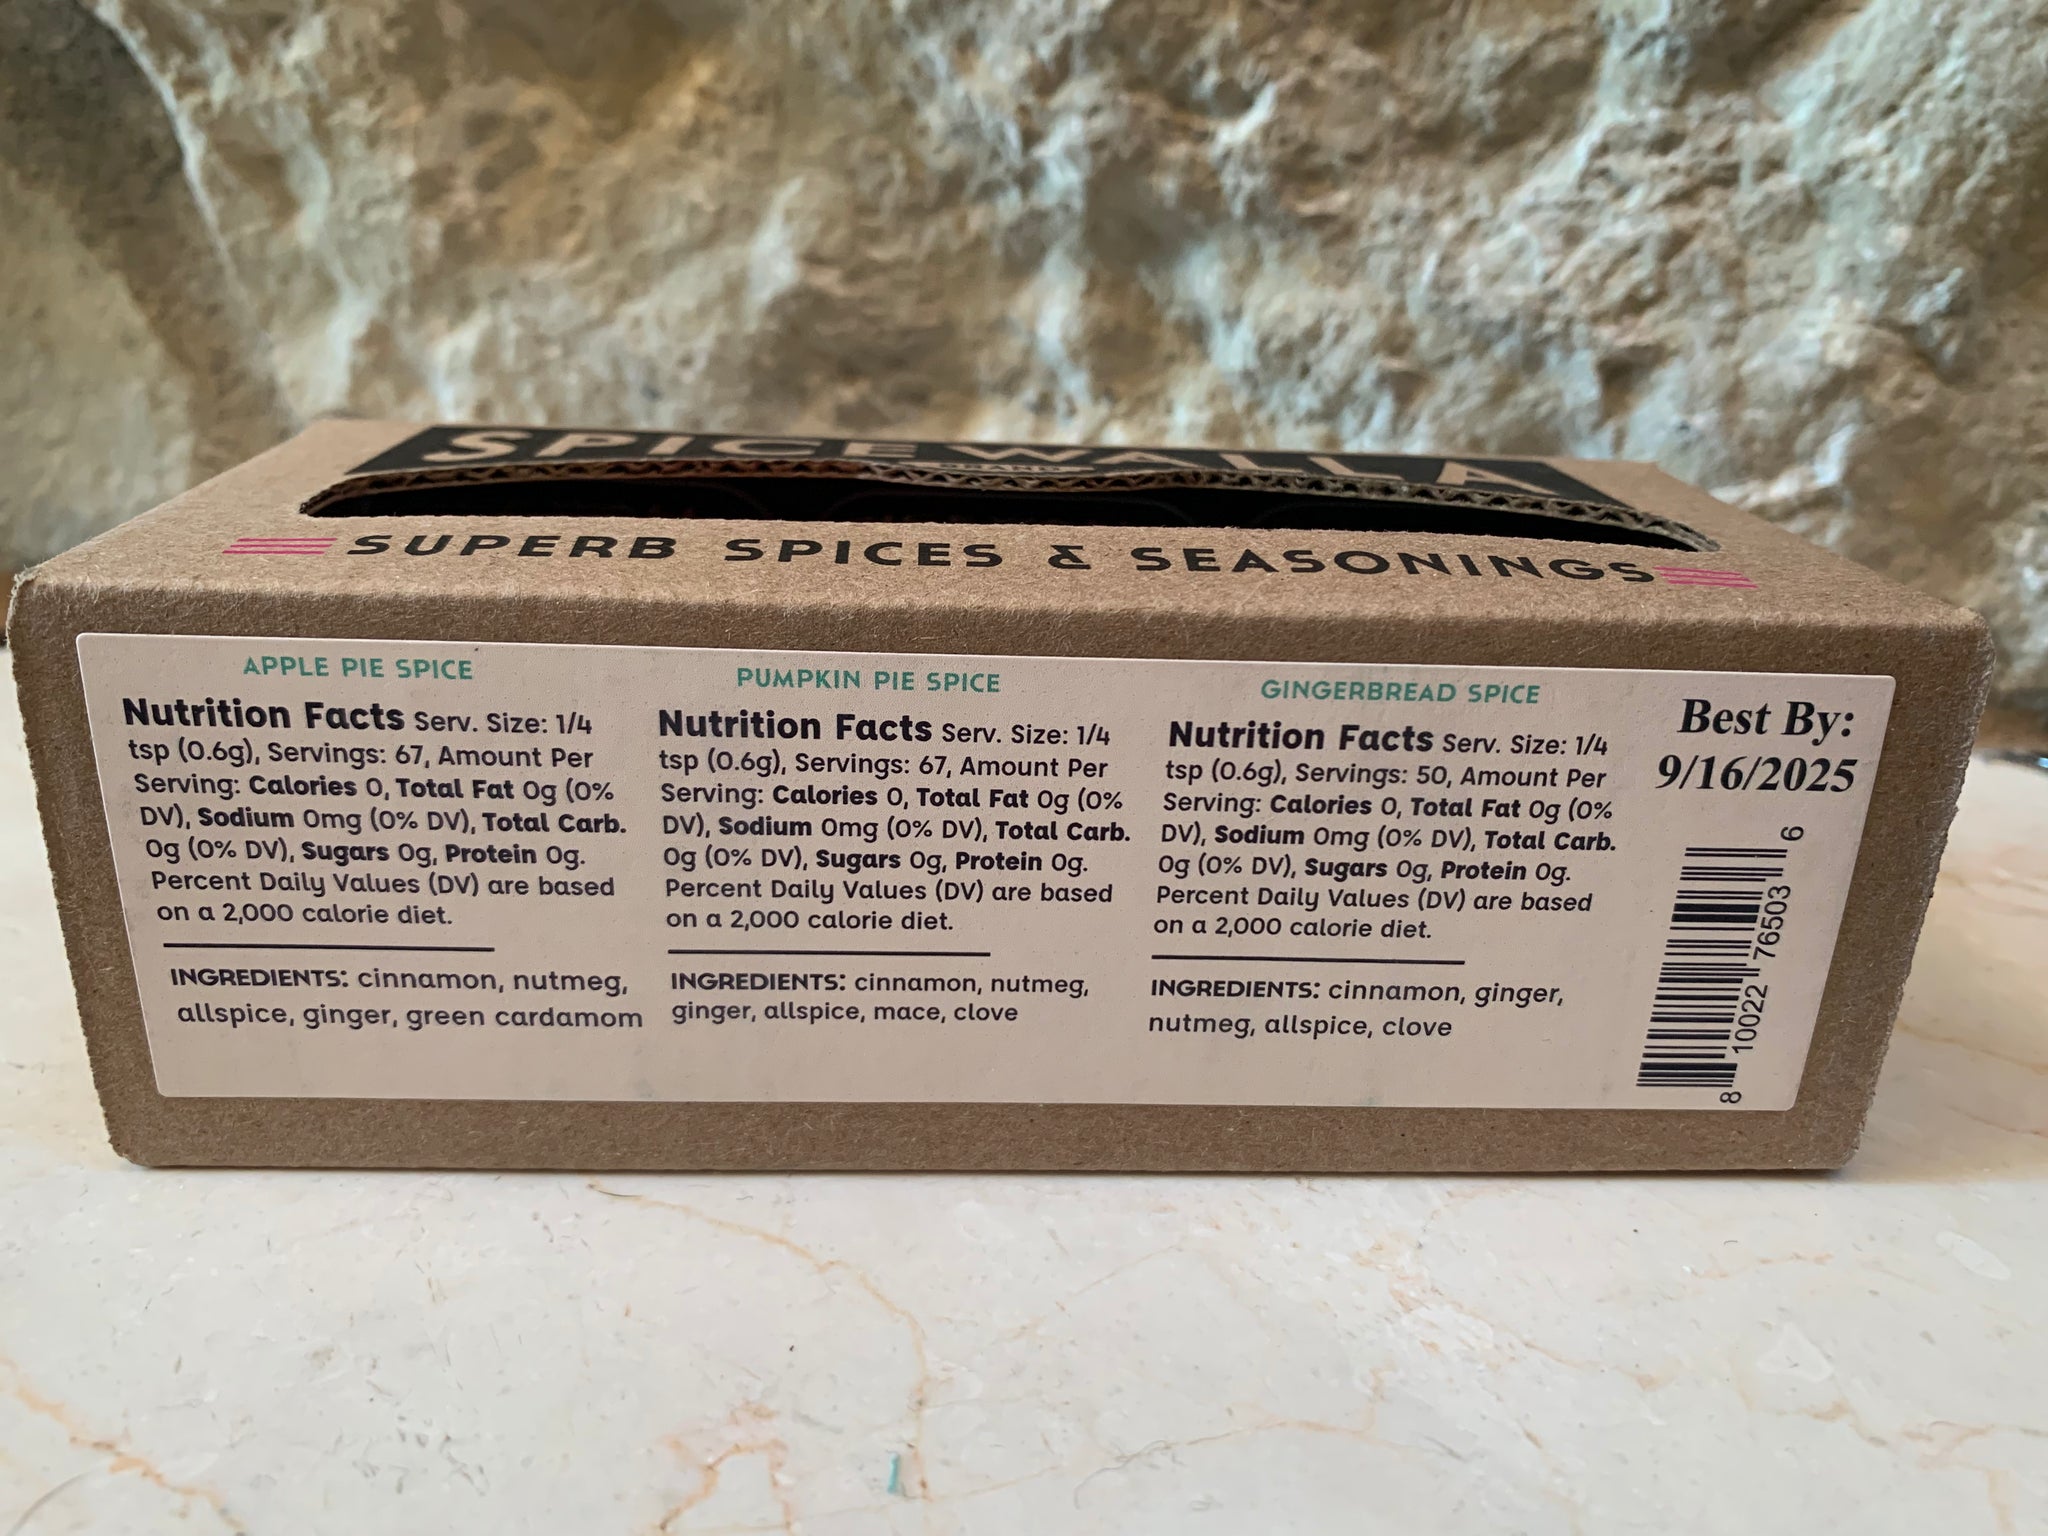 SPICEWALLA
BRAND
SUPERB SPICES & SEASONINGS
APPLE PIE SPICE
Nutrition Facts Serv. Size: 1/4
tsp (0.6g), Servings: 67, Amount Per
Serving: Calories 0, Total Fat 0g (0%
DV), Sodium 0mg (0% DV), Total Carb.
0g (0% DV), Sugars 0g, Protein 0g.
Percent Daily Values (DV) are based
on a 2,000 calorie diet.
INGREDIENTS: cinnamon, nutmeg,
allspice, ginger, green cardamom
PUMPKIN PIE SPICE
Nutrition Facts Serv. Size: 1/4
tsp (0.6g), Servings: 67, Amount Per
Serving: Calories 0, Total Fat 0g (0%
DV), Sodium 0mg (0% DV), Total Carb.
0g (0% DV), Sugars 0g, Protein 0g.
Percent Daily Values (DV) are based
on a 2,000 calorie diet.
INGREDIENTS: cinnamon, nutmeg,
ginger, allspice, mace, clove
GINGERBREAD SPICE
Nutrition Facts Serv. Size: 1/4
tsp (0.6g), Servings: 50, Amount Per
Serving: Calories 0, Total Fat 0g (0%
DV), Sodium 0mg (0% DV), Total Carb.
0g (0% DV), Sugars 0g, Protein 0g.
Percent Daily Values (DV) are based
on a 2,000 calorie diet.
INGREDIENTS: cinnamon, ginger,
nutmeg, allspice, clove
Best By:
9/16/2025
8 10022 76503 6